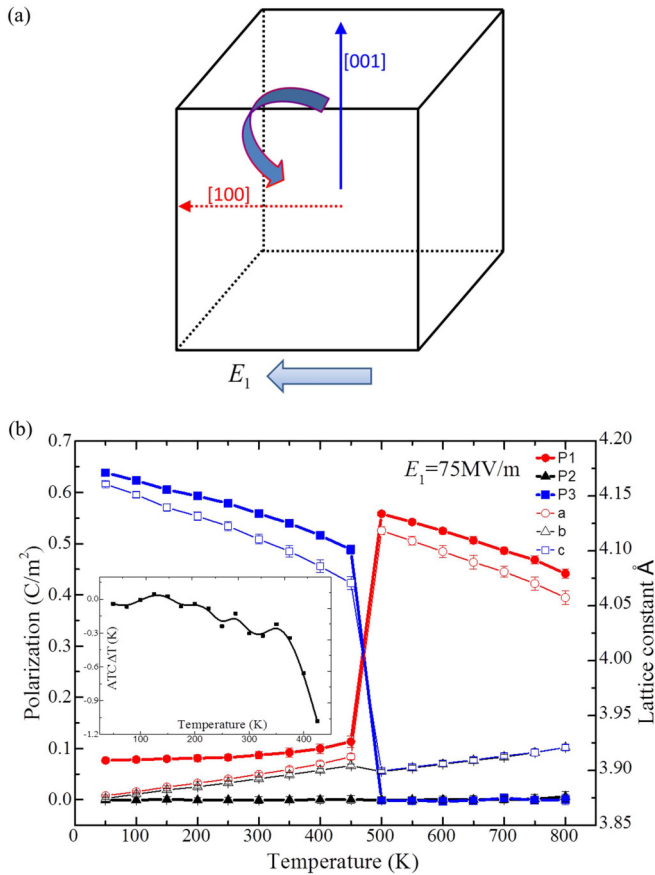 (a)
[001]
[100]
E₁
(b)
E₁=75MV/m
P1
P2
P3
a
b
c
Polarization (C/m²)
0.7
0.6
0.5
0.4
0.3
0.2
0.1
0.0
Lattice constant Å
4.20
4.15
4.10
4.05
4.00
3.95
3.90
3.85
ATC ΔT (K)
0.0
-0.3
-0.6
-0.9
-1.2
Temperature (K)
100 200 300 400
0 100 200 300 400 500 600 700 800
Temperature (K)